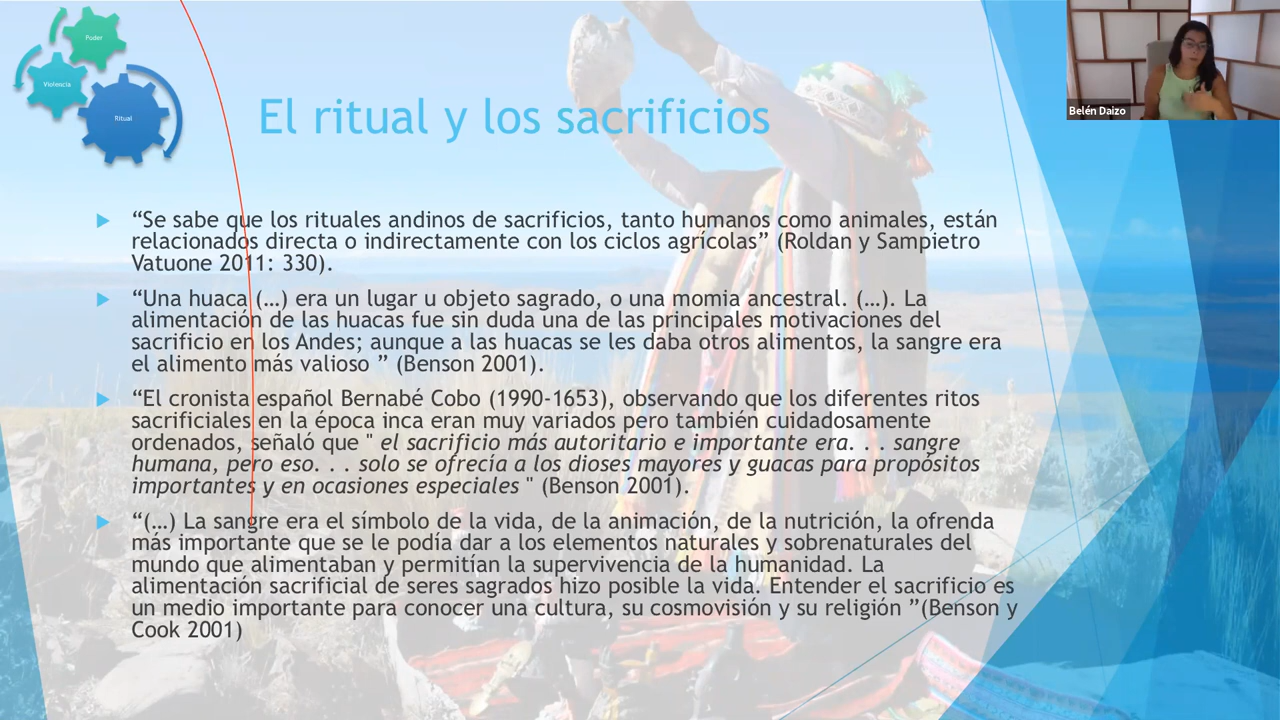 Poder
Violencia
Ritual
Belén Daizo
El ritual y los sacrificios
“Se sabe que los rituales andinos de sacrificios, tanto humanos como animales, están
relacionados directa o indirectamente con los ciclos agrícolas” (Roldan y Sampietro
Vatuone 2011: 330).
“Una huaca (…) era un lugar u objeto sagrado, o una momia ancestral. (…). La
alimentación de las huacas fue sin duda una de las principales motivaciones del
sacrificio en los Andes; aunque a las huacas se les daba otros alimentos, la sangre era
el alimento más valioso ” (Benson 2001).
“El cronista español Bernabé Cobo (1990-1653), observando que los diferentes ritos
sacrificiales en la época inca eran muy variados pero también cuidadosamente
ordenados, señaló que " el sacrificio más autoritario e importante era. . . sangre
humana, pero eso. . . solo se ofrecía a los dioses mayores y guacas para propósitos
importantes y en ocasiones especiales " (Benson 2001).
“(…) La sangre era el símbolo de la vida, de la animación, de la nutrición, la ofrenda
más importante que se le podía dar a los elementos naturales y sobrenaturales del
mundo que alimentaban y permitían la supervivencia de la humanidad. La
alimentación sacrificial de seres sagrados hizo posible la vida. Entender el sacrificio es
un medio importante para conocer una cultura, su cosmovisión y su religión ”(Benson y
Cook 2001)